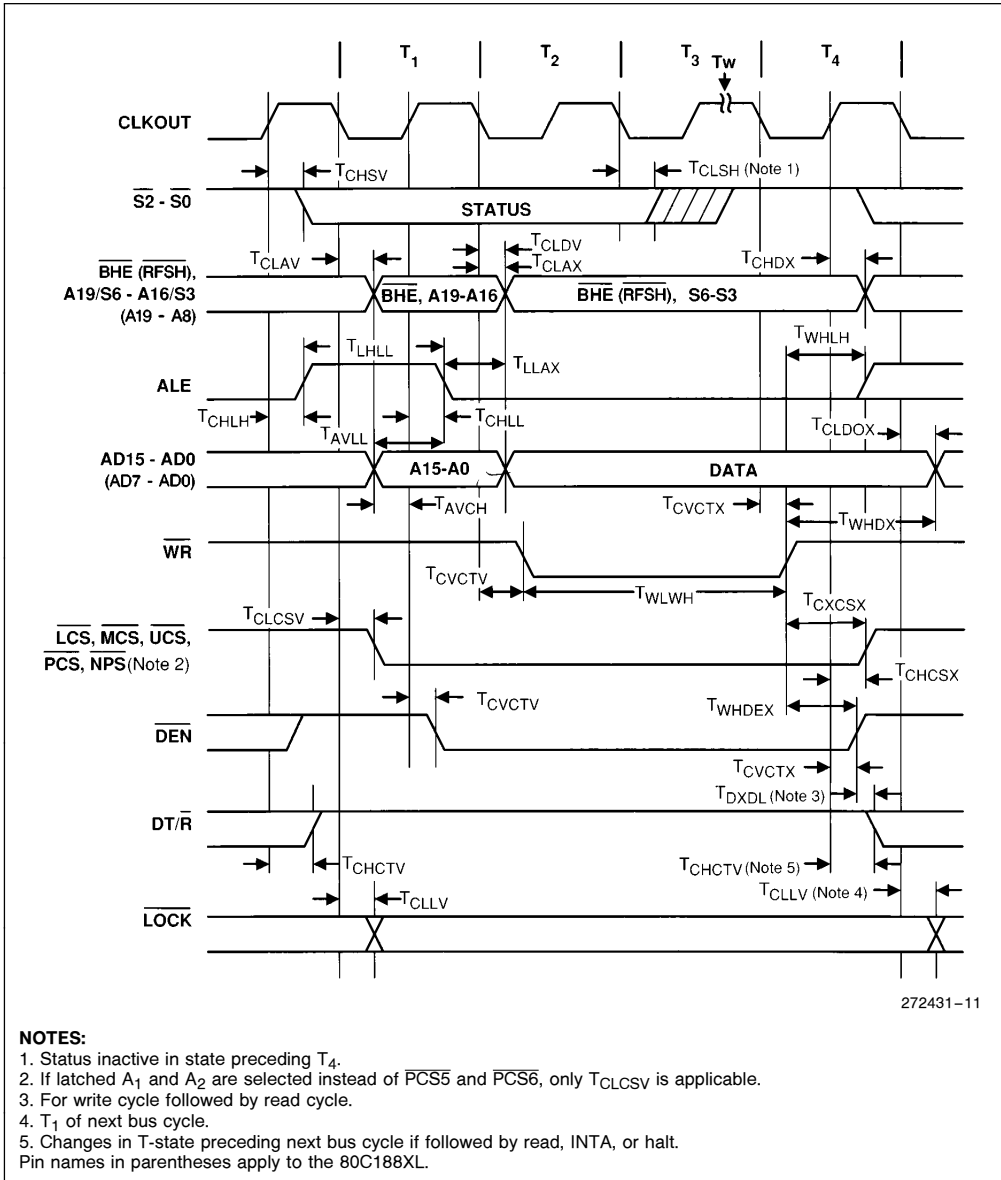 T1 T2 T3 T4
Tw
CLKOUT
TCHSV
TCLSH (Note 1)
S2 - S0
STATUS
TCLDV
TCLAV
TCLAX
TCHDX
BHE (RFSH),
A19/S6 - A16/S3
(A19 - A8)
BHE, A19-A16
BHE (RFSH), S6-S3
TWHLH
TLHLL
TLLAX
ALE
TCHLH
TCHLL
TCLDOX
TAVLL
AD15 - AD0
(AD7 - AD0)
A15-A0
DATA
TAVCH
TCVCTX
TWHDX
WR
TCVCTV
TWLWH
TCXCSX
TCLCSV
LCS, MCS, UCS,
PCS, NPS (Note 2)
TCHCSX
TCVCTV
TWHDEX
DEN
TCVCTX
TDXDL (Note 3)
DT/R
TCHCTV
TCHCTV (Note 5)
TCLLV
TCLLV (Note 4)
LOCK
272431–11
NOTES:
1. Status inactive in state preceding T4.
2. If latched A1 and A2 are selected instead of PCS5 and PCS6, only TCLCSV is applicable.
3. For write cycle followed by read cycle.
4. T1 of next bus cycle.
5. Changes in T-state preceding next bus cycle if followed by read, INTA, or halt.
Pin names in parentheses apply to the 80C188XL.